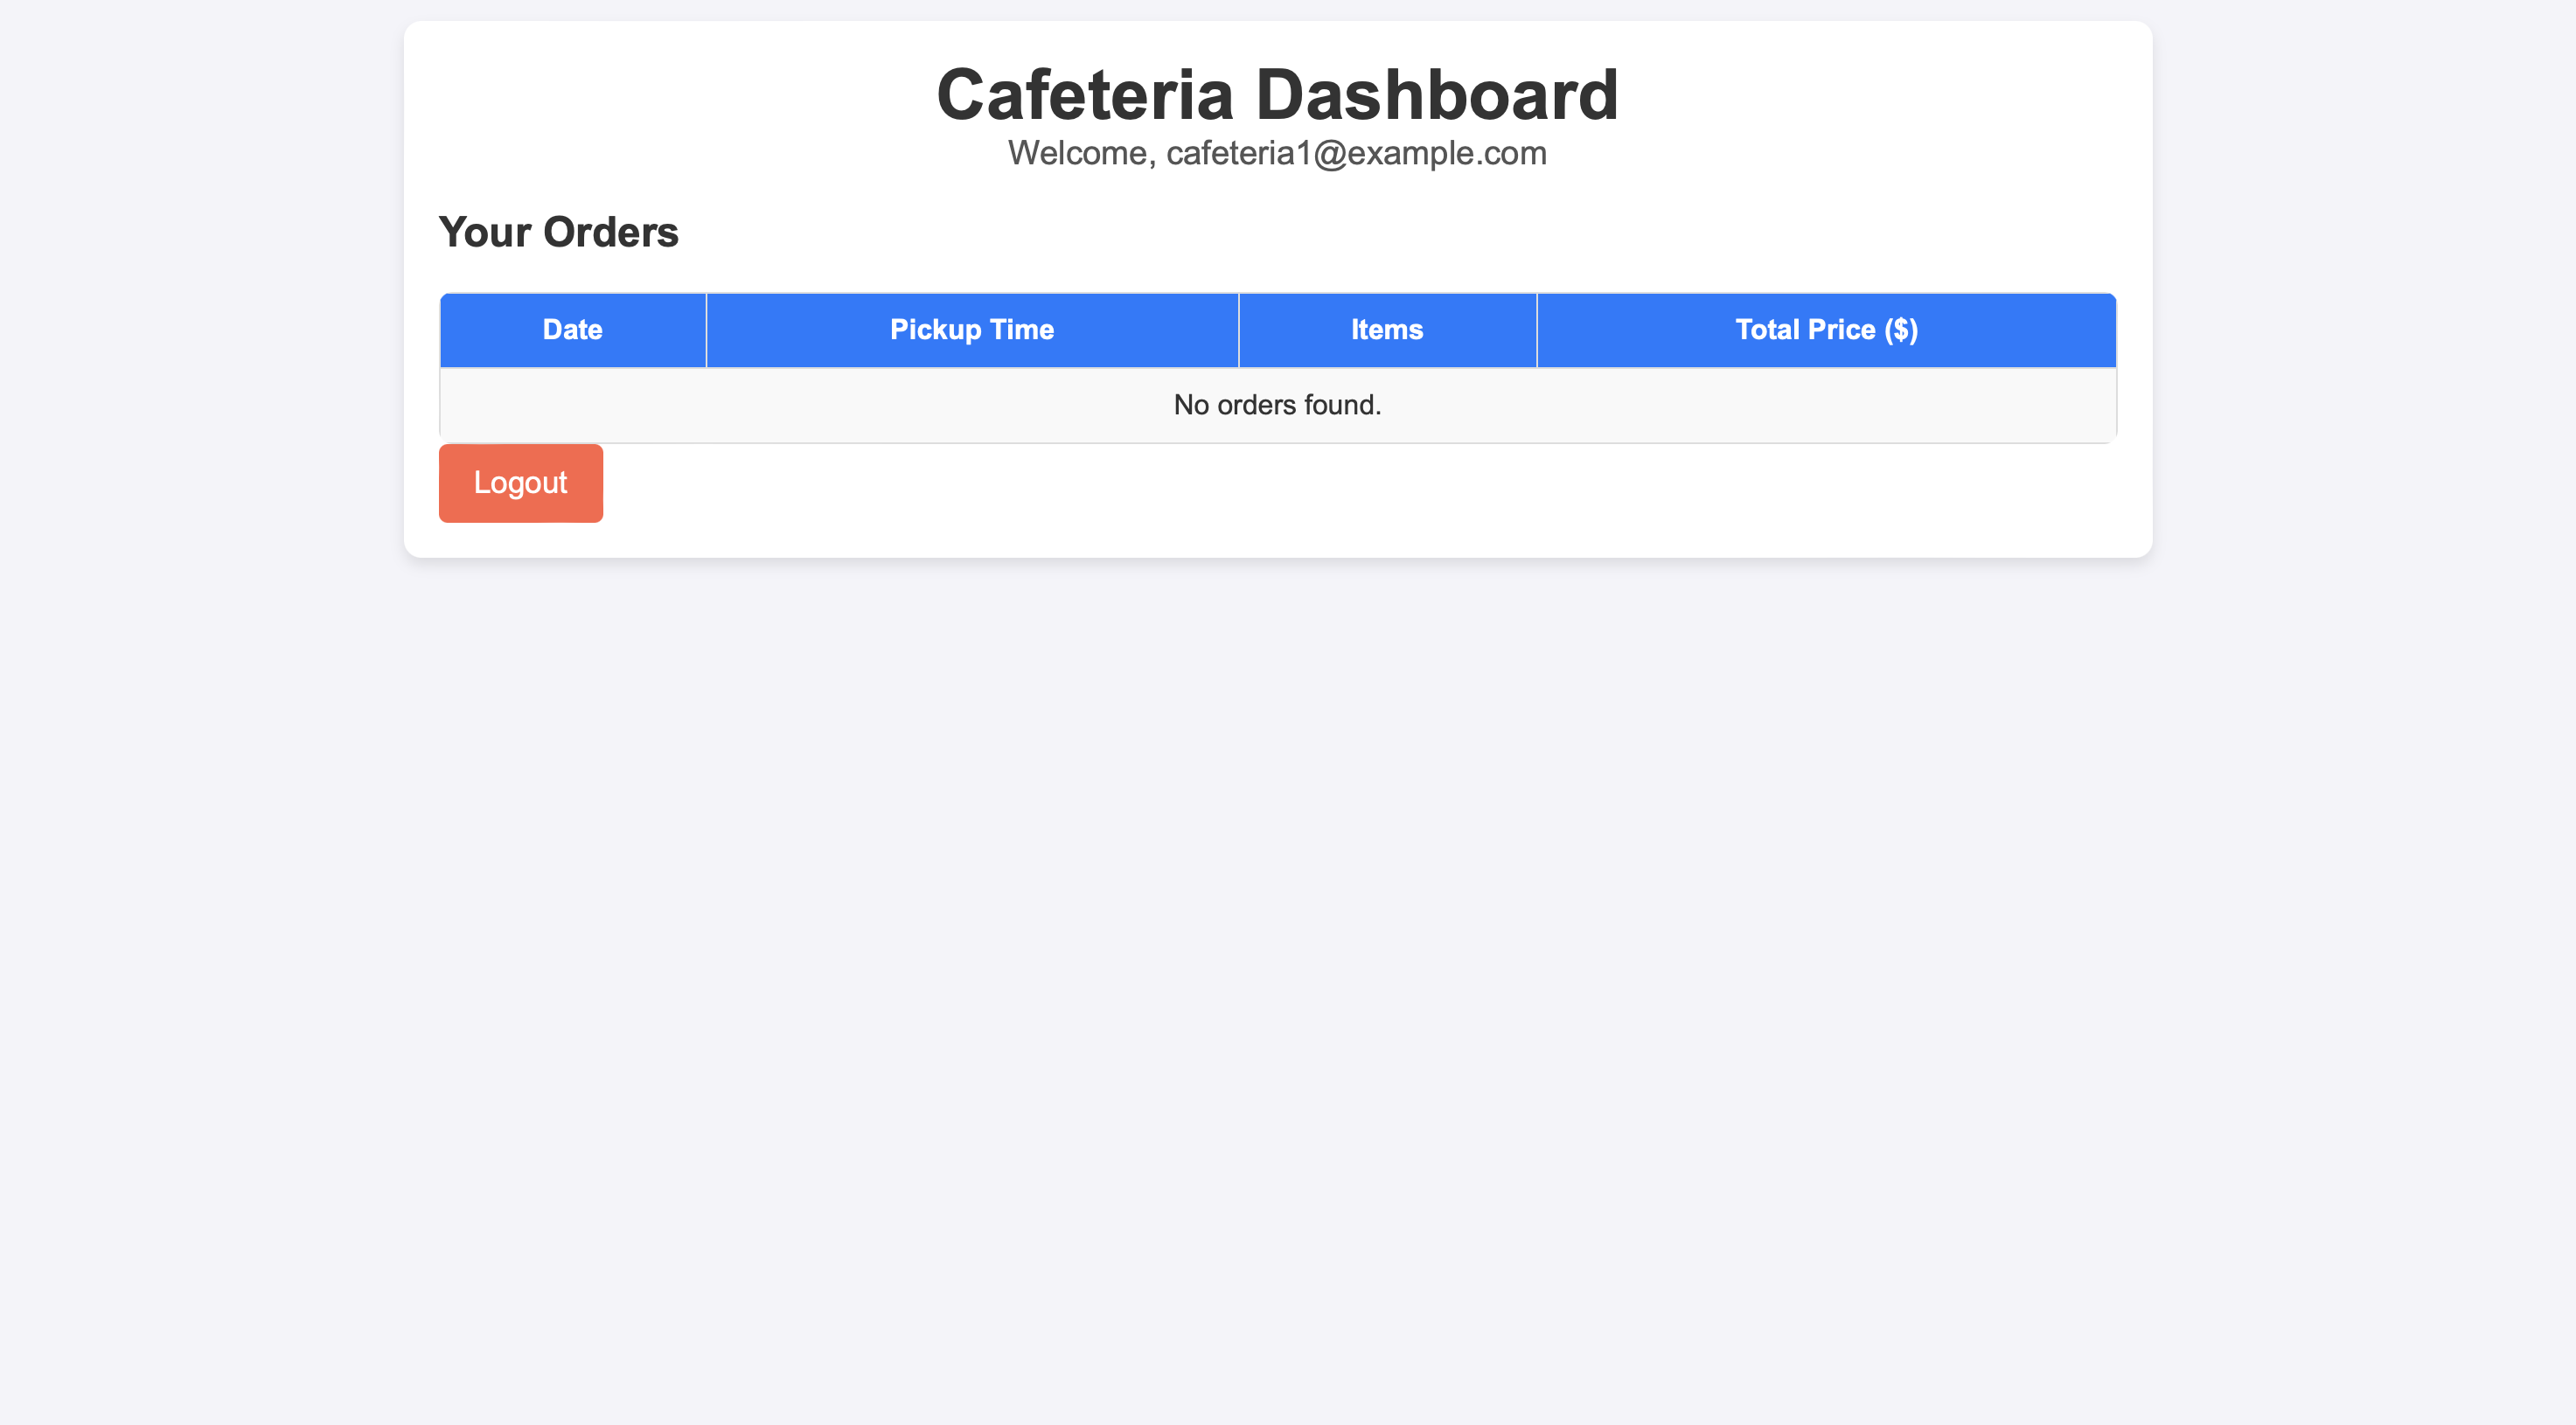 Cafeteria Dashboard
Welcome, cafeteria1@example.com
Your Orders
Date Pickup Time Items Total Price ($)
No orders found.
Logout